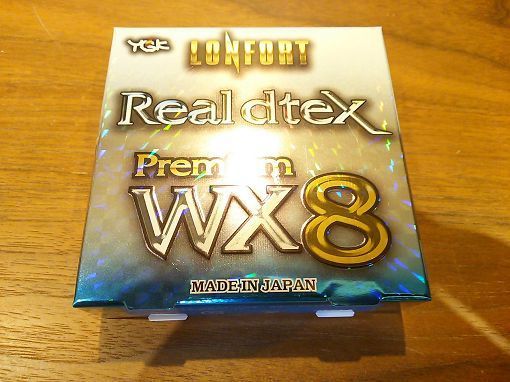 YGK LONFORT
Real dteX
Premium
WX8
MADE IN JAPAN